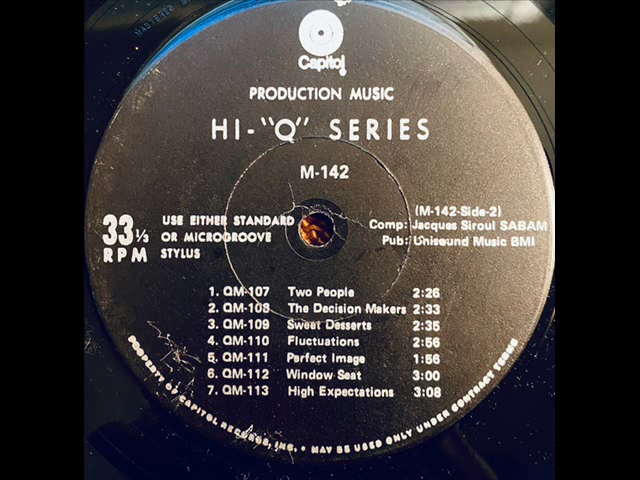 MASTERED BY
Capitol
PRODUCTION MUSIC
HI-"Q" SERIES
M-142
33 1/3
RPM
USE EITHER STANDARD
OR MICROGROOVE
STYLUS
(M-142-Side-2)
Comp: Jacques Siroul SABAM
Pub: Unisound Music BMI
1. QM-107 Two People 2:26
2. QM-108 The Decision Makers 2:33
3. QM-109 Sweet Desserts 2:35
4. QM-110 Fluctuations 2:56
5. QM-111 Perfect Image 1:56
6. QM-112 Window Seat 3:00
7. QM-113 High Expectations 3:08
PROPERTY OF CAPITOL RECORDS, INC. • MAY BE USED ONLY UNDER CONTRACT TERMS